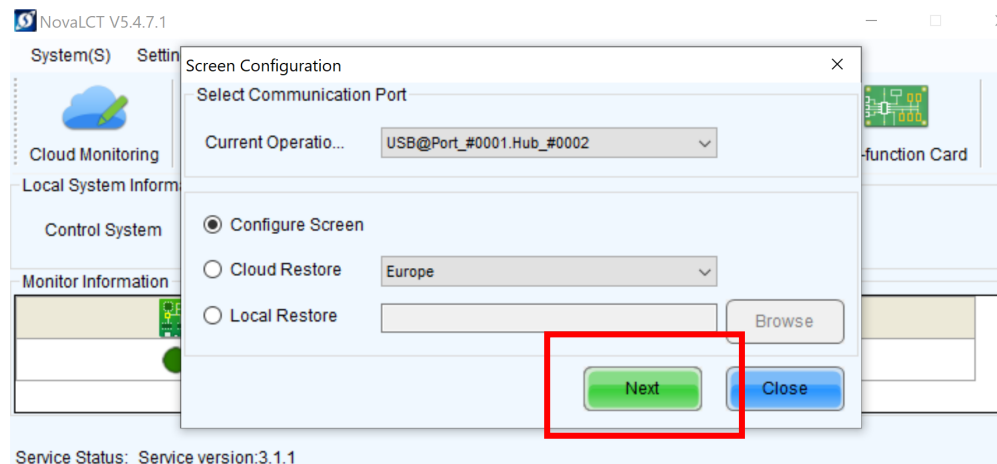 NovaLCT V5.4.7.1
System(S) Settin
Screen Configuration
Select Communication Port
Current Operatio... USB@Port_#0001.Hub_#0002
Cloud Monitoring
-function Card
Local System Inform
Configure Screen
Control System
Cloud Restore Europe
Monitor Information
Local Restore Browse
Next Close
Service Status: Service version:3.1.1